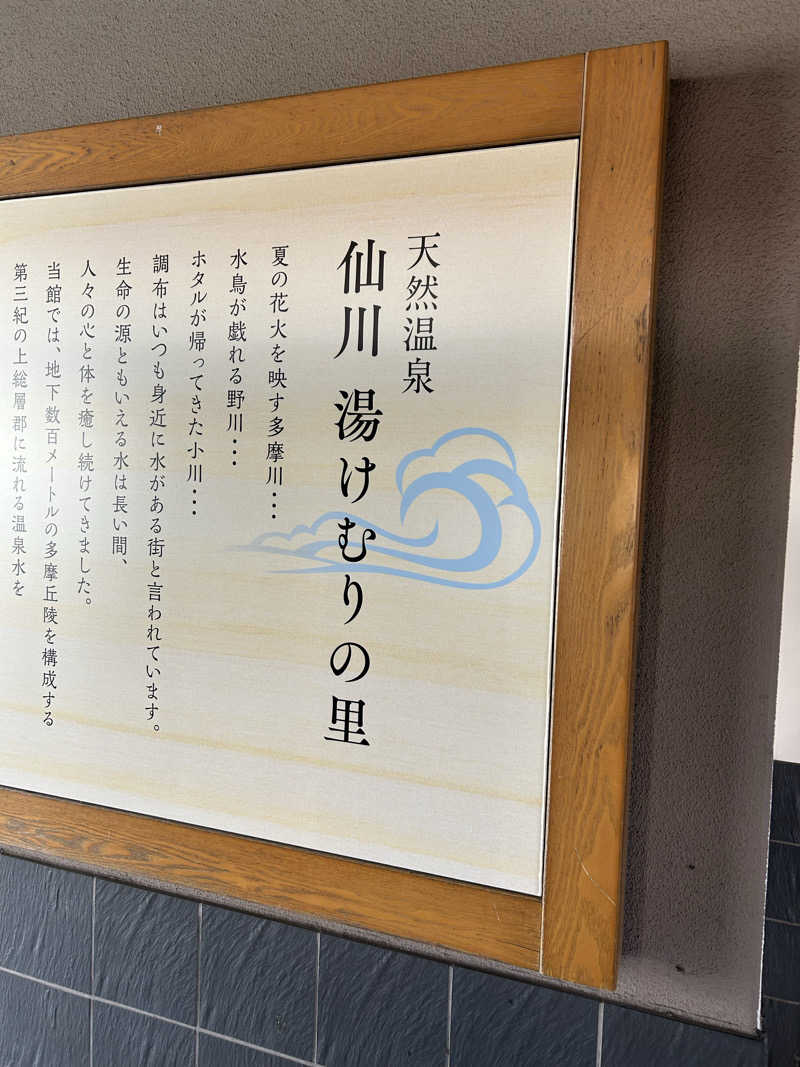 天然温泉
仙川 湯けむりの里
夏の花火を映す多摩川・・・
水鳥が戯れる野川・・・
ホタルが帰ってきた小川・・・
調布はいつも身近に水がある街と言われています。
生命の源ともいえる水は長い間、
人々の心と体を癒し続けてきました。
当館では、地下数百メートルの多摩丘陵を構成する
第三紀の上総層郡に流れる温泉水を